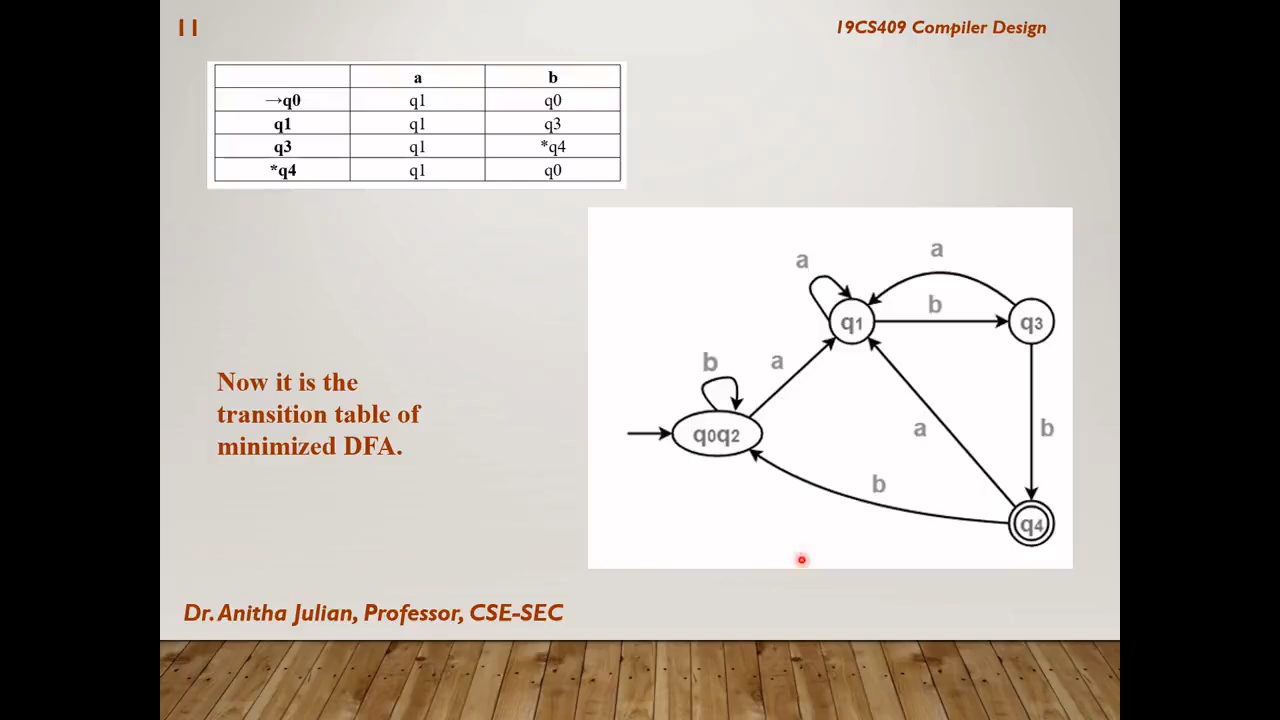 11
19CS409 Compiler Design
a b
→q0 q1 q0
q1 q1 q3
q3 q1 *q4
*q4 q1 q0
a
a
a
b
q1
q3
b
a
q0q2
a
b
b
q4
Now it is the
transition table of
minimized DFA.
Dr. Anitha Julian, Professor, CSE-SEC